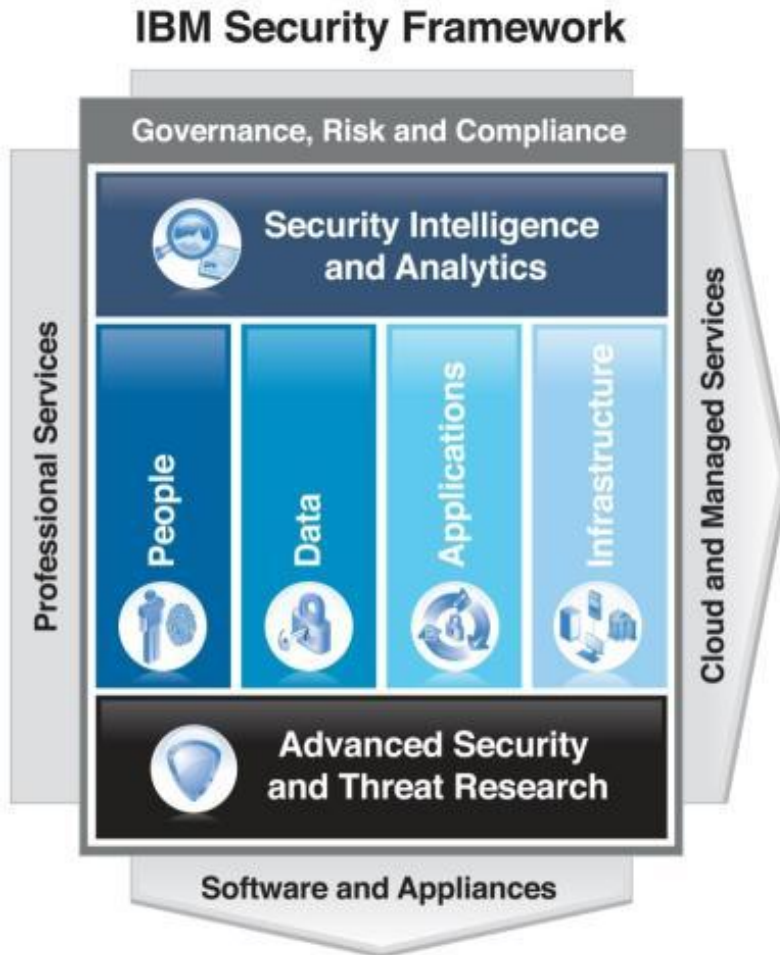 IBM Security Framework
Governance, Risk and Compliance
Security Intelligence
and Analytics
Professional Services
People
Data
Applications
Infrastructure
Cloud and Managed Services
Advanced Security
and Threat Research
Software and Appliances